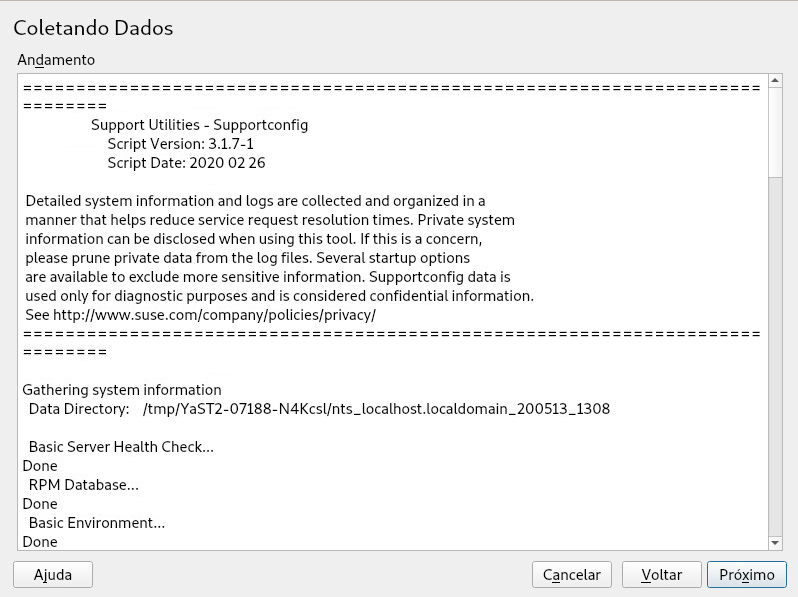 Coletando Dados
Andamento
======================================================================
========
Support Utilities - Supportconfig
Script Version: 3.1.7-1
Script Date: 2020 02 26
Detailed system information and logs are collected and organized in a
manner that helps reduce service request resolution times. Private system
information can be disclosed when using this tool. If this is a concern,
please prune private data from the log files. Several startup options
are available to exclude more sensitive information. Supportconfig data is
used only for diagnostic purposes and is considered confidential information.
See http://www.suse.com/company/policies/privacy/
======================================================================
========
Gathering system information
Data Directory: /tmp/YaST2-07188-N4Kcsl/nts_localhost.localdomain_200513_1308
Basic Server Health Check...
Done
RPM Database...
Done
Basic Environment...
Done
Ajuda
Cancelar
Voltar
Próximo